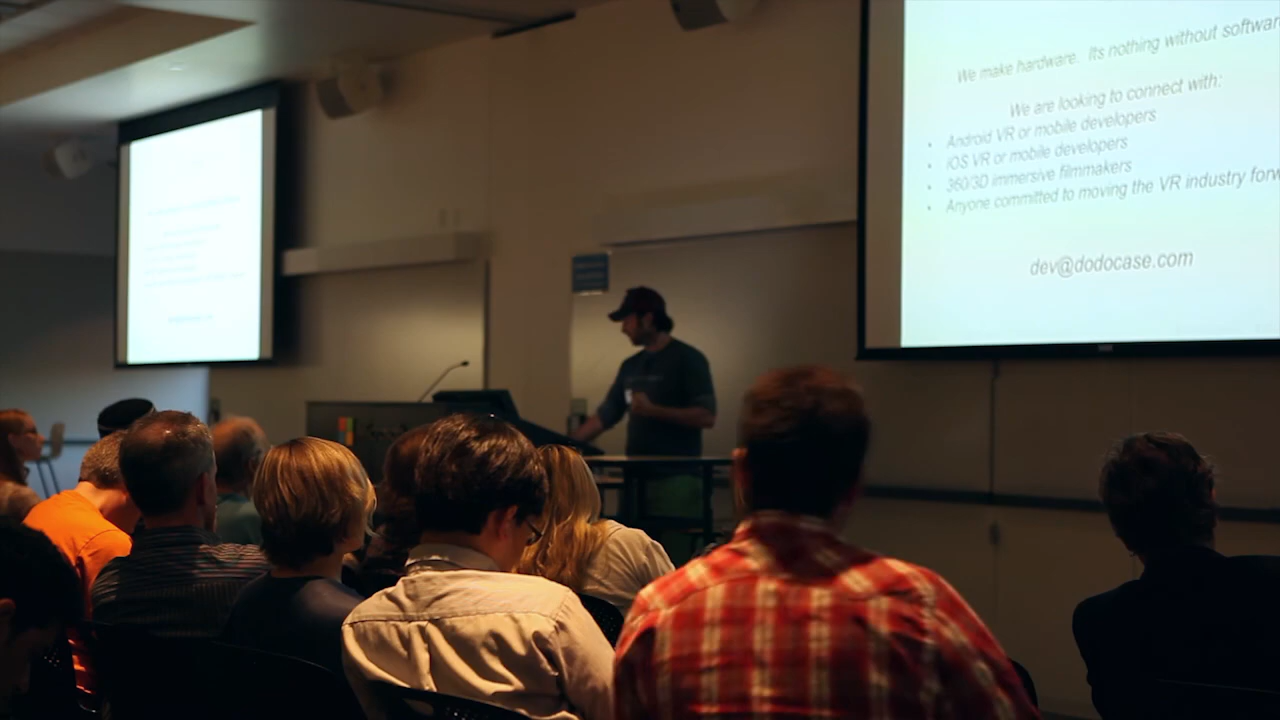 We make hardware. Its nothing without softwar
We are looking to connect with:
• Android VR or mobile developers
• iOS VR or mobile developers
• 360/3D immersive filmmakers
• Anyone committed to moving the VR industry forw
dev@dodocase.com